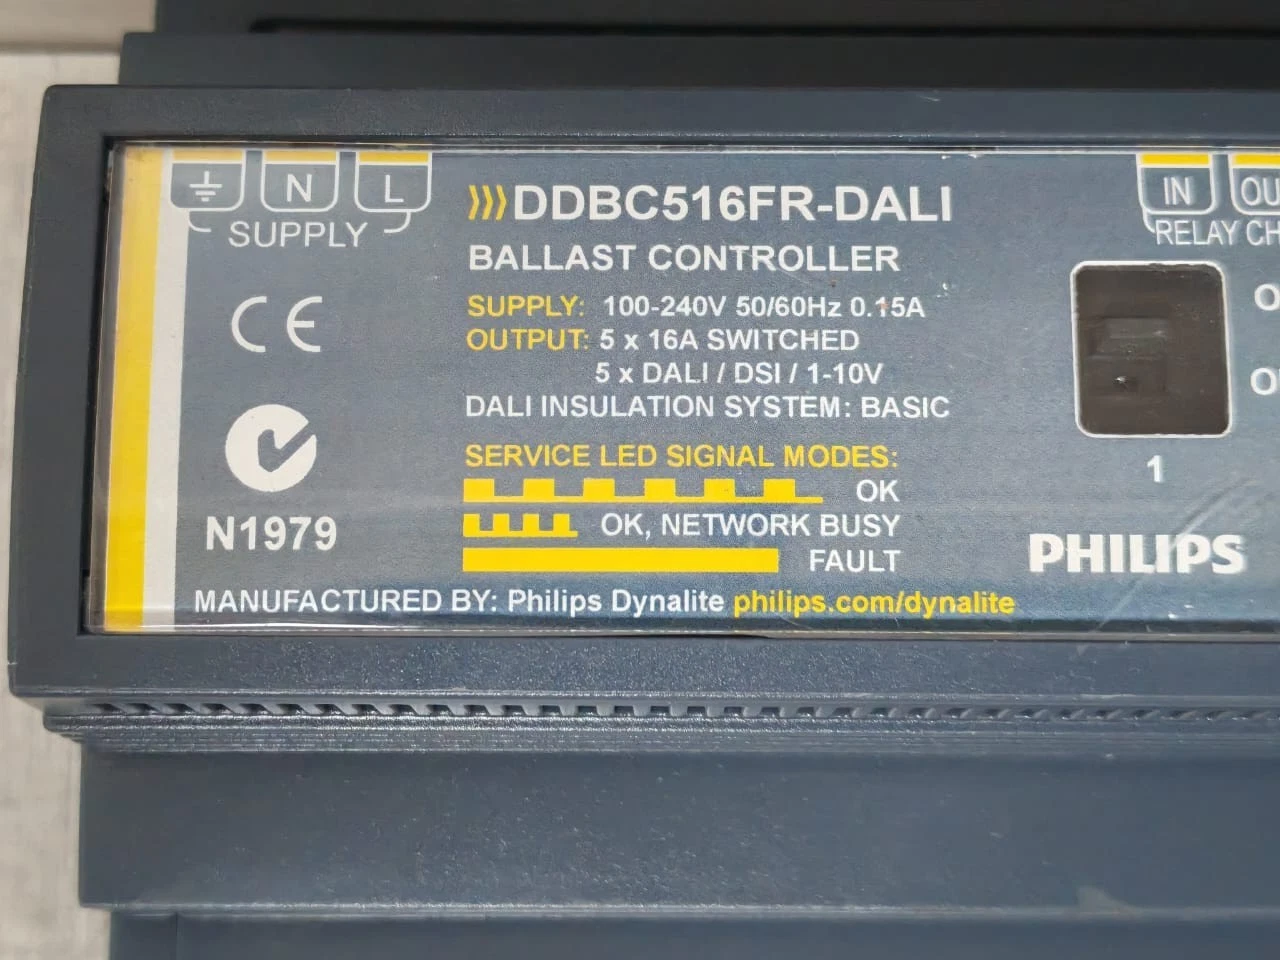 N L
SUPPLY
CE
N1979
)))DDBC516FR-DALI
BALLAST CONTROLLER
SUPPLY: 100-240V 50/60Hz 0.15A
OUTPUT: 5 x 16A SWITCHED
5 x DALI / DSI / 1-10V
DALI INSULATION SYSTEM: BASIC
SERVICE LED SIGNAL MODES:
OK
OK, NETWORK BUSY
FAULT
MANUFACTURED BY: Philips Dynalite philips.com/dynalite
IN OU
RELAY CH
1
PHILIPS